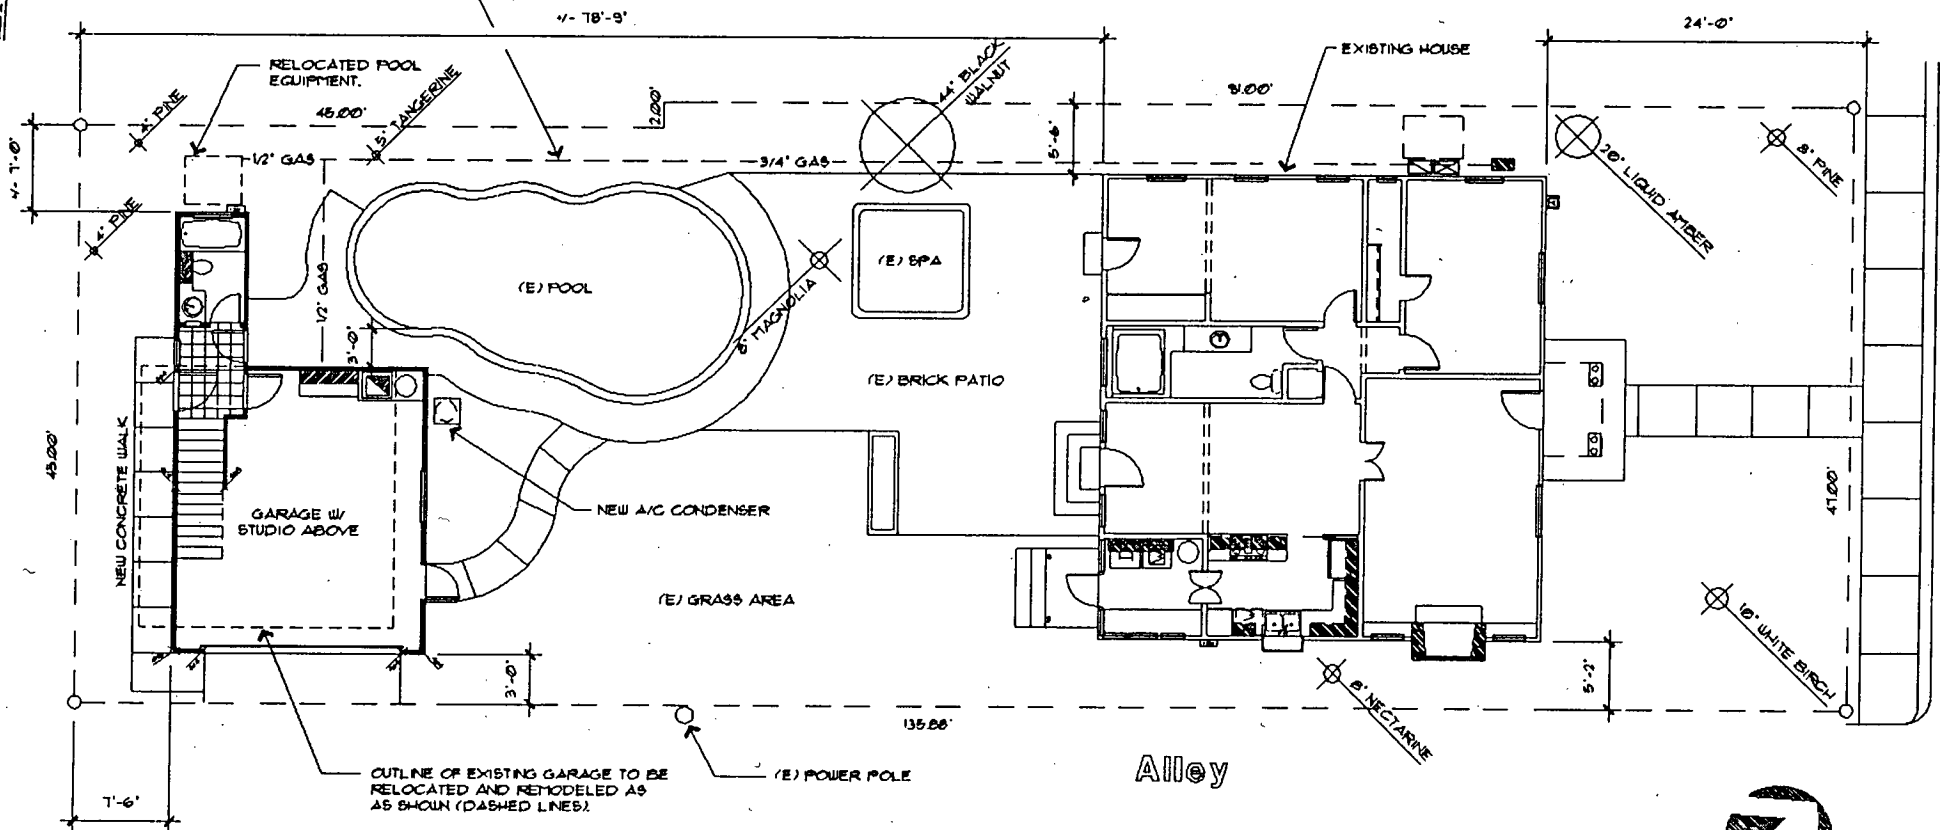 +/- 78'-9"
24'-0"
RELOCATED POOL
EQUIPMENT.
EXISTING HOUSE
44" BLACK
WALNUT
4" PINE
45.00'
5" TANGERINE
2.00'
91.00'
5'-6"
+/- 7'-0"
1/2" GAS
3/4" GAS
20" LIQUID AMBER
8" PINE
4" PINE
(E) SPA
(E) POOL
1/2" GAS
8" MAGNOLIA
3'-0"
(E) BRICK PATIO
43.00'
NEW CONCRETE WALK
47.00'
GARAGE W/
STUDIO ABOVE
NEW A/C CONDENSER
D
W
(E) GRASS AREA
10" WHITE BIRCH
3'-0"
5'-2"
8" NECTARINE
135.88'
Alley
OUTLINE OF EXISTING GARAGE TO BE
RELOCATED AND REMODELED AS
AS SHOWN (DASHED LINES).
(E) POWER POLE
7'-6"